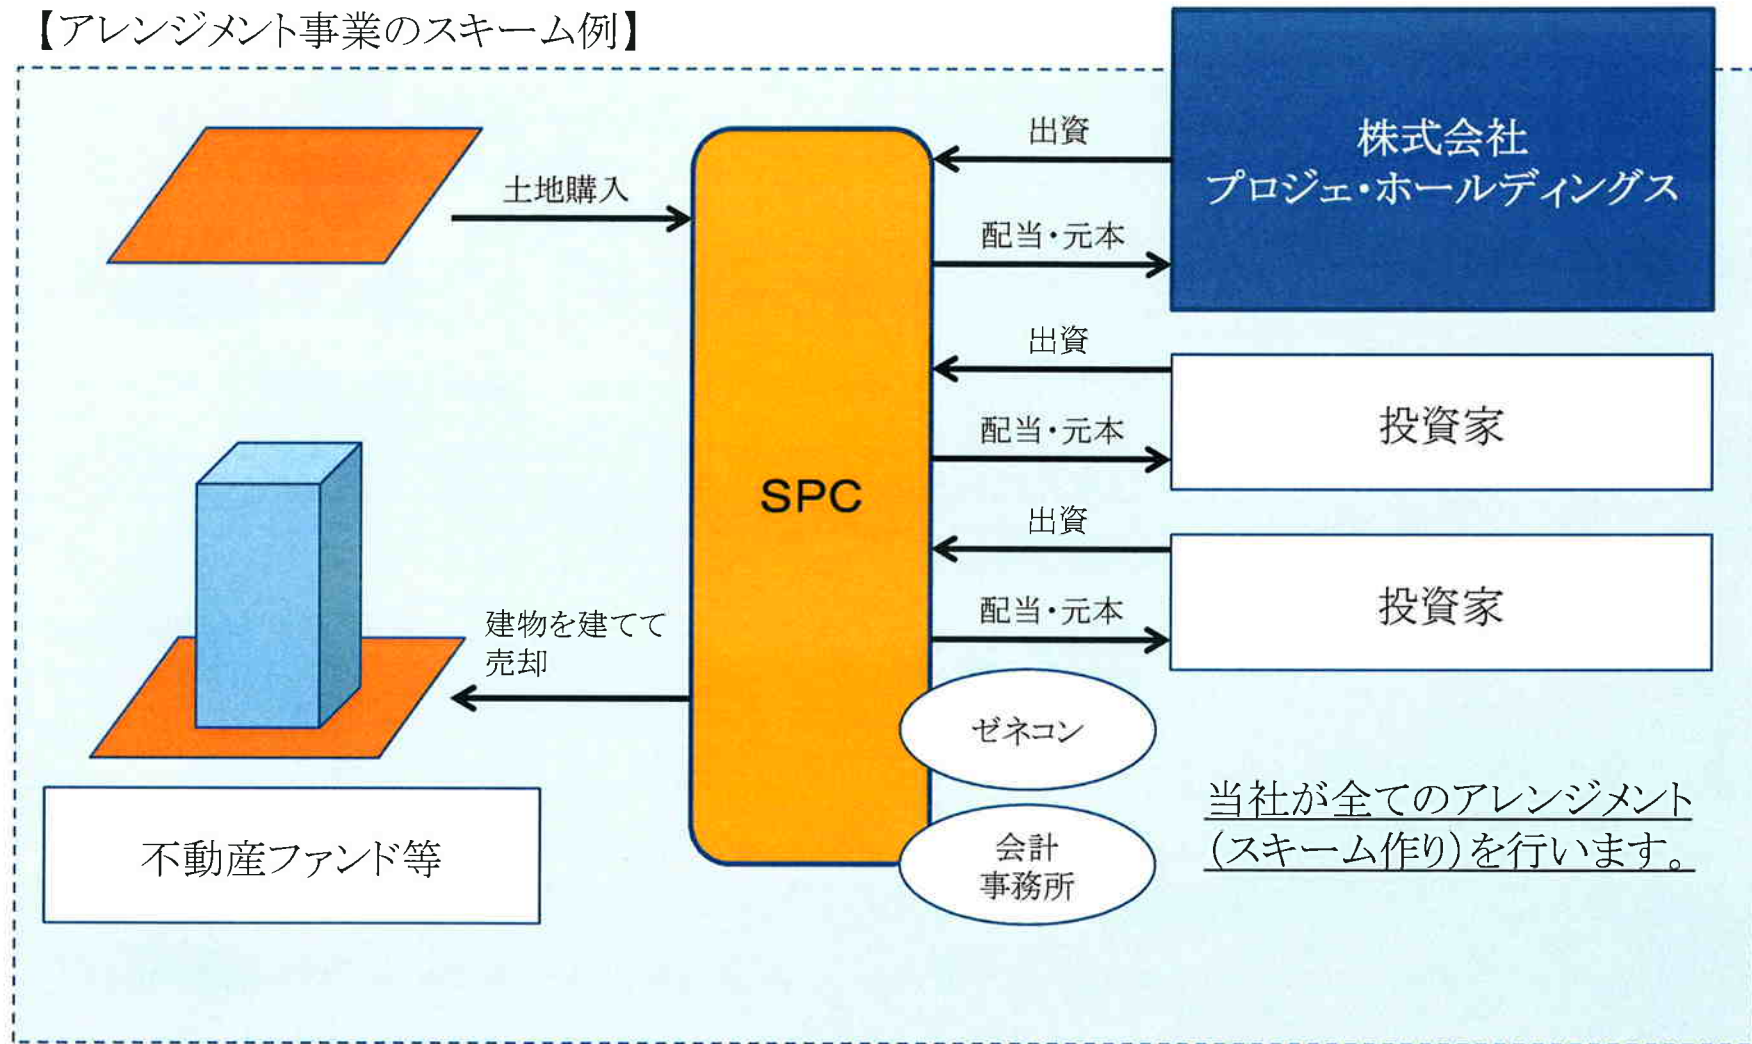 【アレンジメント事業のスキーム例】
株式会社
プロジェ・ホールディングス
出資
土地購入
配当・元本
出資
投資家
配当・元本
SPC
出資
投資家
配当・元本
建物を建てて
売却
ゼネコン
当社が全てのアレンジメント
(スキーム作り)を行います。
不動産ファンド等
会計
事務所